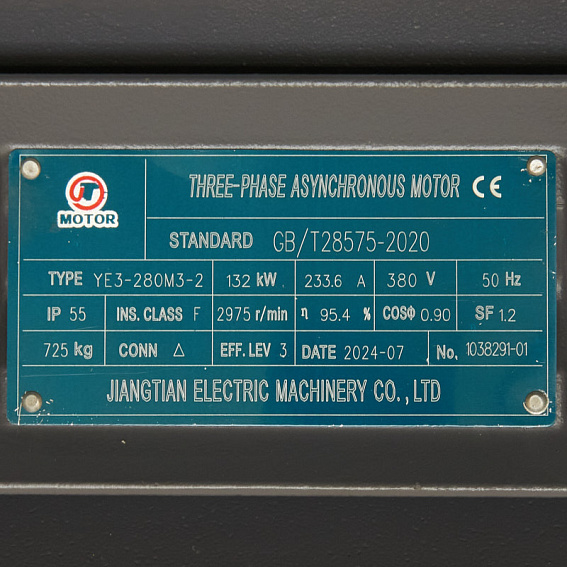 JT
MOTOR
THREE-PHASE ASYNCHRONOUS MOTOR CE
STANDARD GB/T28575-2020
TYPE YE3-280M3-2 132 kW 233.6 A 380 V 50 Hz
IP 55 INS. CLASS F 2975 r/min η 95.4 % COSΦ 0.90 SF 1.2
725 kg CONN △ EFF. LEV 3 DATE 2024-07 No. 1038291-01
JIANGTIAN ELECTRIC MACHINERY CO., LTD